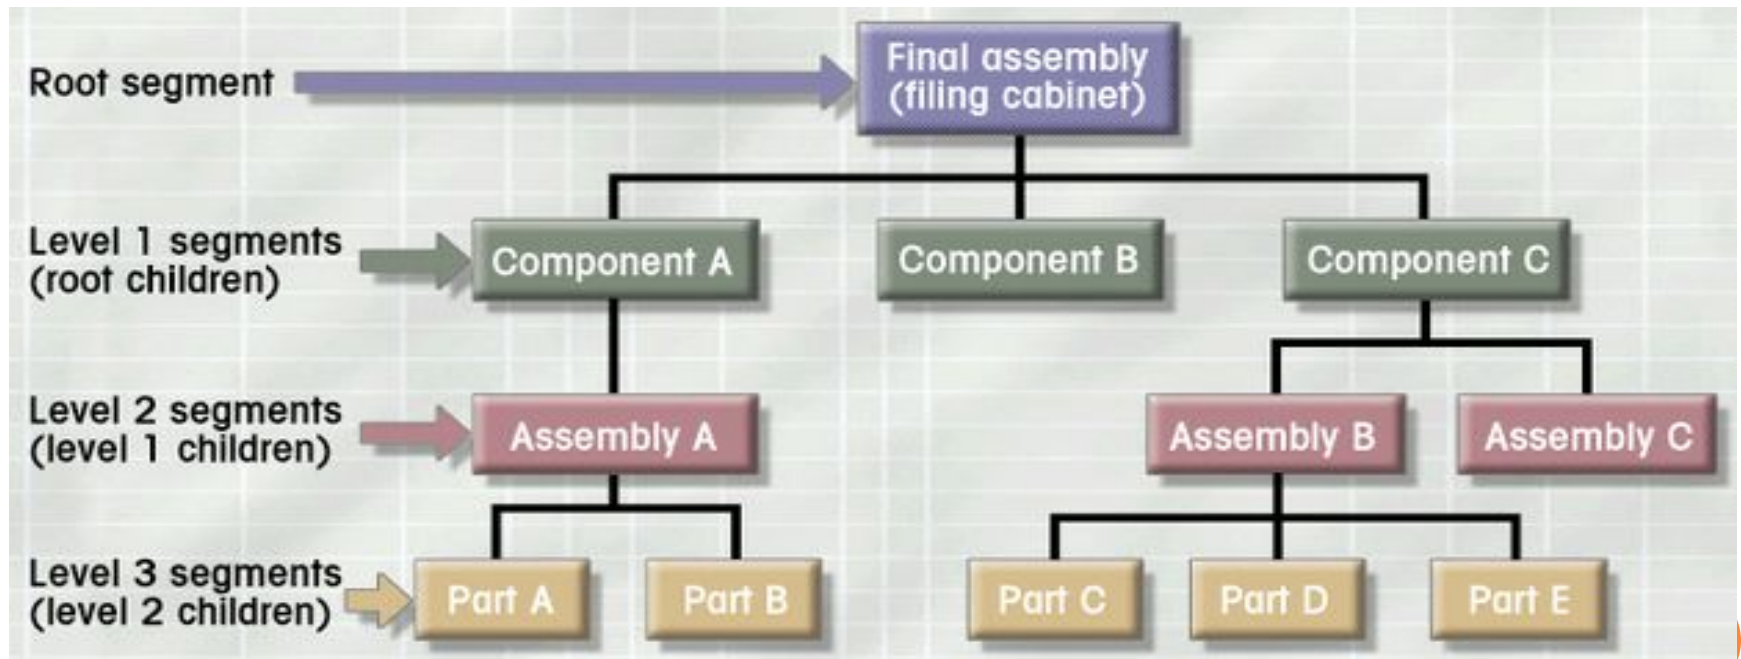 Final assembly
(filing cabinet)
Root segment
Level 1 segments
(root children)
Component A
Component B
Component C
Level 2 segments
(level 1 children)
Assembly A
Assembly B
Assembly C
Level 3 segments
(level 2 children)
Part A
Part B
Part C
Part D
Part E